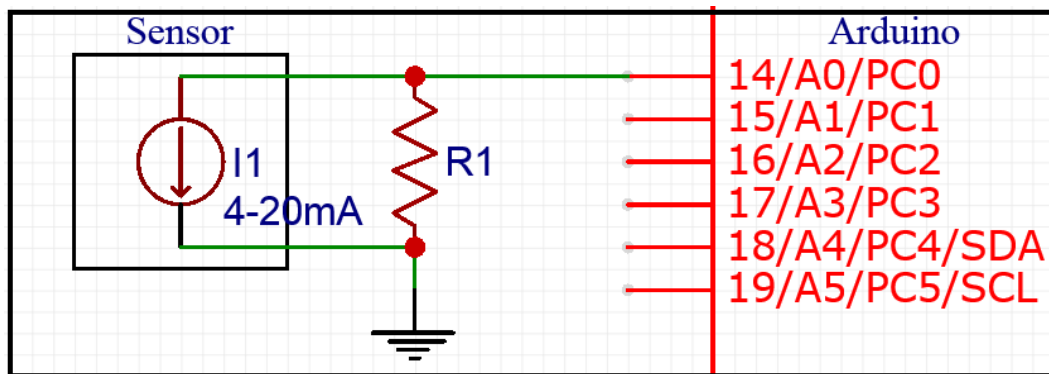 Sensor
Arduino
14/A0/PC0
15/A1/PC1
I1
R1
16/A2/PC2
4-20mA
17/A3/PC3
18/A4/PC4/SDA
19/A5/PC5/SCL